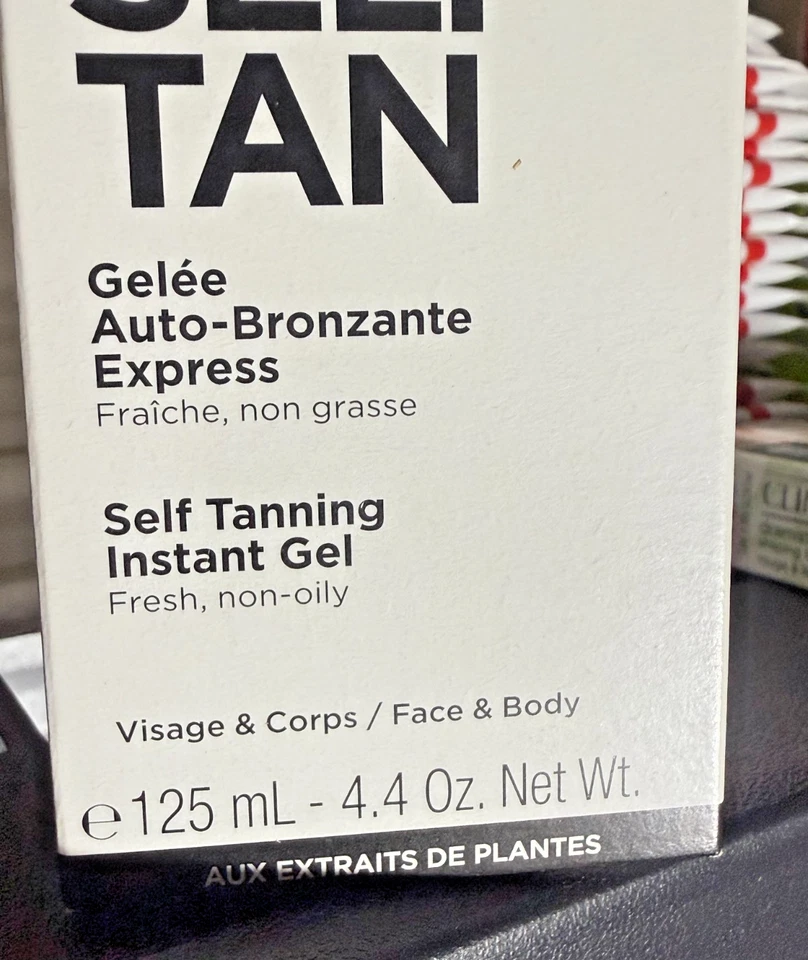 SELF
TAN
Gelée
Auto-Bronzante
Express
Fraîche, non grasse
Self Tanning
Instant Gel
Fresh, non-oily
Visage & Corps / Face & Body
℮125 mL - 4.4 Oz. Net Wt.
AUX EXTRAITS DE PLANTES